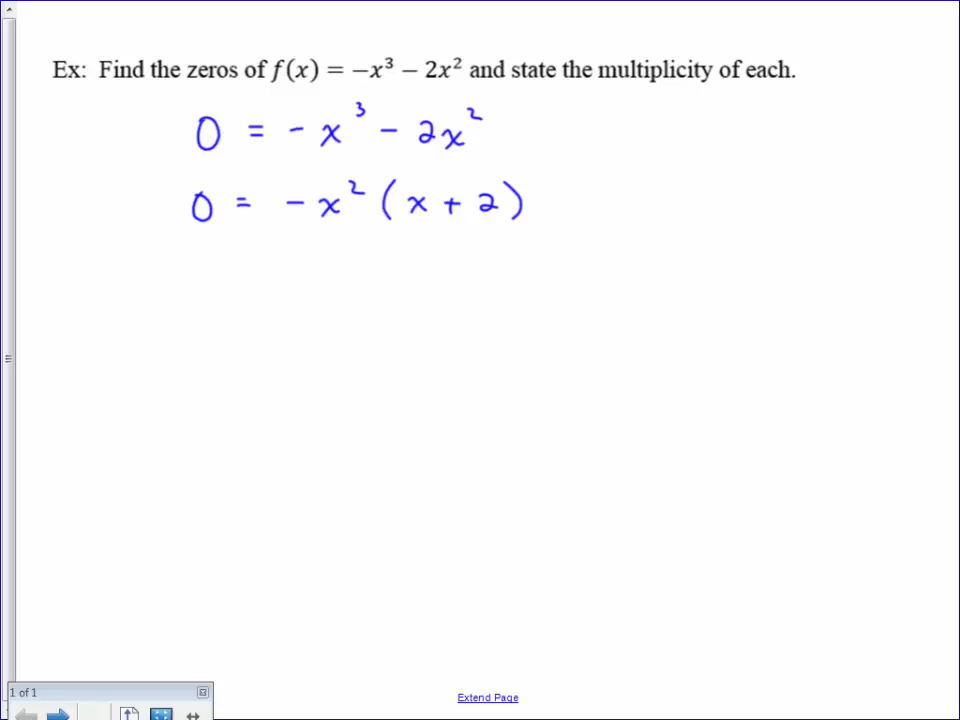 Ex: Find the zeros of f(x) = −x³ − 2x² and state the multiplicity of each.
0 = - x³ - 2x²
0 = - x² ( x + 2 )
Extend Page
1 of 1